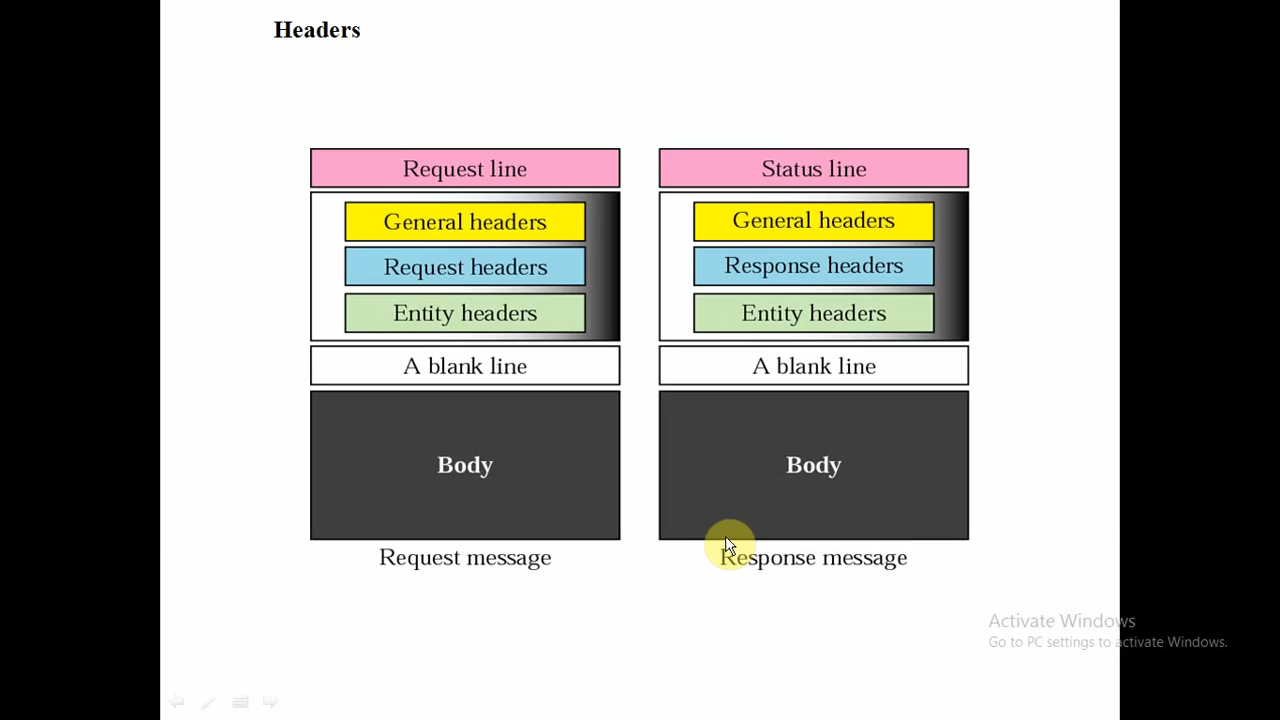 Headers
Request line
General headers
Request headers
Entity headers
A blank line
Body
Request message
Status line
General headers
Response headers
Entity headers
A blank line
Body
Response message
Activate Windows
Go to PC settings to activate Windows.